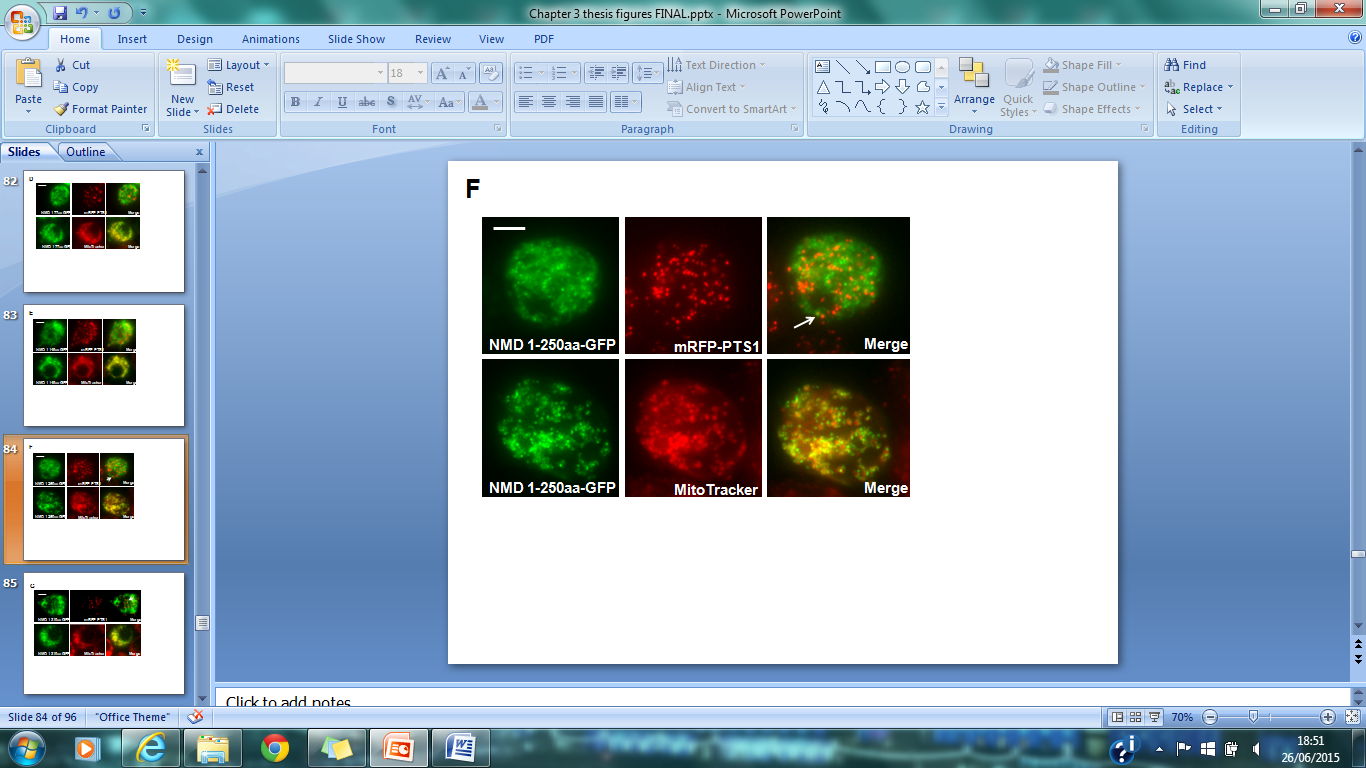 Chapter 3 thesis figures FINAL.pptx - Microsoft PowerPoint
Home Insert Design Animations Slide Show Review View PDF
Paste
Cut
Copy
Format Painter
Clipboard
New Slide
Layout
Reset
Delete
Slides
18
B I U abc S AV Aa A
Font
Text Direction
Align Text
Convert to SmartArt
Paragraph
Arrange
Quick Styles
Shape Fill
Shape Outline
Shape Effects
Drawing
Find
Replace
Select
Editing
Slides Outline x
82
83
84
85
F
NMD 1-250aa-GFP mRFP-PTS1 Merge
NMD 1-250aa-GFP MitoTracker Merge
Click to add notes
Slide 84 of 96 "Office Theme" 70%
18:51
26/06/2015